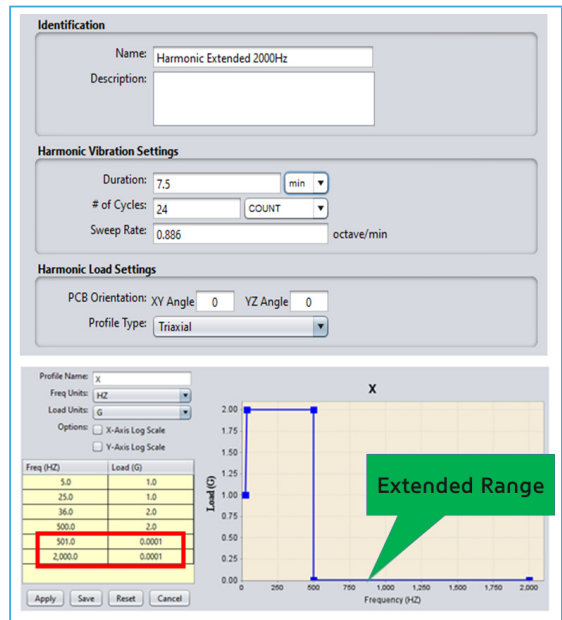 Identification
Name: Harmonic Extended 2000Hz
Description:
Harmonic Vibration Settings
Duration: 7.5 min
# of Cycles: 24 COUNT
Sweep Rate: 0.886 octave/min
Harmonic Load Settings
PCB Orientation: XY Angle 0 YZ Angle 0
Profile Type: Triaxial
Profile Name: X
Freq Units: HZ
Load Units: G
Options: X-Axis Log Scale
Y-Axis Log Scale
Freq (HZ) Load (G)
5.0 1.0
25.0 1.0
36.0 2.0
500.0 2.0
501.0 0.0001
2,000.0 0.0001
Apply Save Reset Cancel
X
Load (G)
2.00
1.75
1.50
1.25
1.00
0.75
0.50
0.25
0.00
0 250 500 750 1,000 1,250 1,500 1,750 2,000
Frequency (HZ)
Extended Range